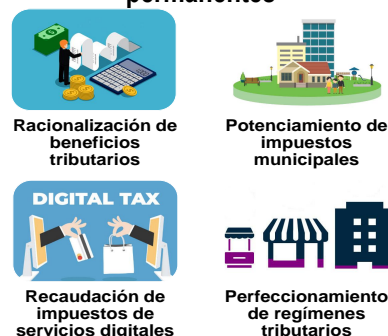 permanentes
Racionalización de
beneficios
tributarios
Potenciamiento de
impuestos
municipales
DIGITAL TAX
Recaudación de
impuestos de
servicios digitales
Perfeccionamiento
de regímenes
tributarios